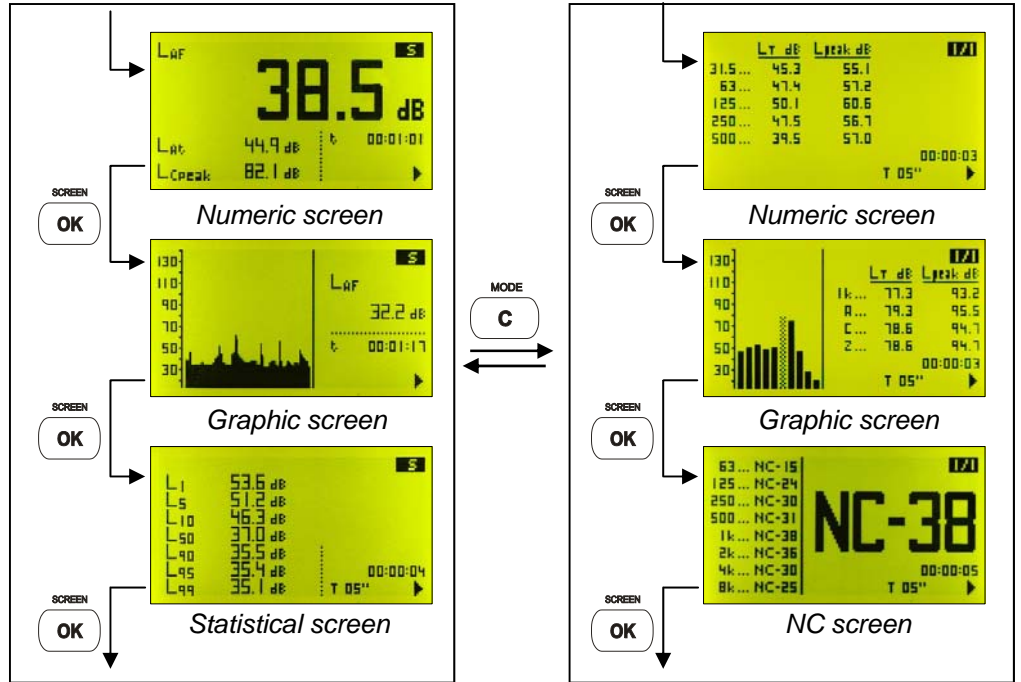 LAF S
38.5 dB
LAt 44.9 dB t 00:01:01
LCpeak 82.1 dB
SCREEN
OK
Numeric screen
130 S
110 LAF
90 32.2 dB
70
50 t 00:01:17
30
SCREEN
OK
Graphic screen
S
L1 53.6 dB
L5 51.2 dB
L10 46.3 dB
L50 37.0 dB
L90 35.5 dB
L95 35.4 dB 00:00:04
L99 35.1 dB T 05"
SCREEN
OK
Statistical screen
MODE
C
LT dB Lpeak dB 1/1
31.5... 45.3 55.1
63... 47.4 57.2
125... 50.1 60.6
250... 47.5 56.7
500... 39.5 57.0
00:00:03
T 05"
SCREEN
OK
Numeric screen
130 1/1
110 LT dB Lpeak dB
90 1k... 77.3 93.2
70 A... 79.3 95.5
C... 78.6 94.7
50 Z... 78.6 94.7
30 00:00:03
T 05"
SCREEN
OK
Graphic screen
63... NC-15 1/1
125... NC-24
250... NC-30
500... NC-31
1k... NC-38
2k... NC-36
4k... NC-30
8k... NC-25
NC-38
00:00:05
T 05"
SCREEN
OK
NC screen